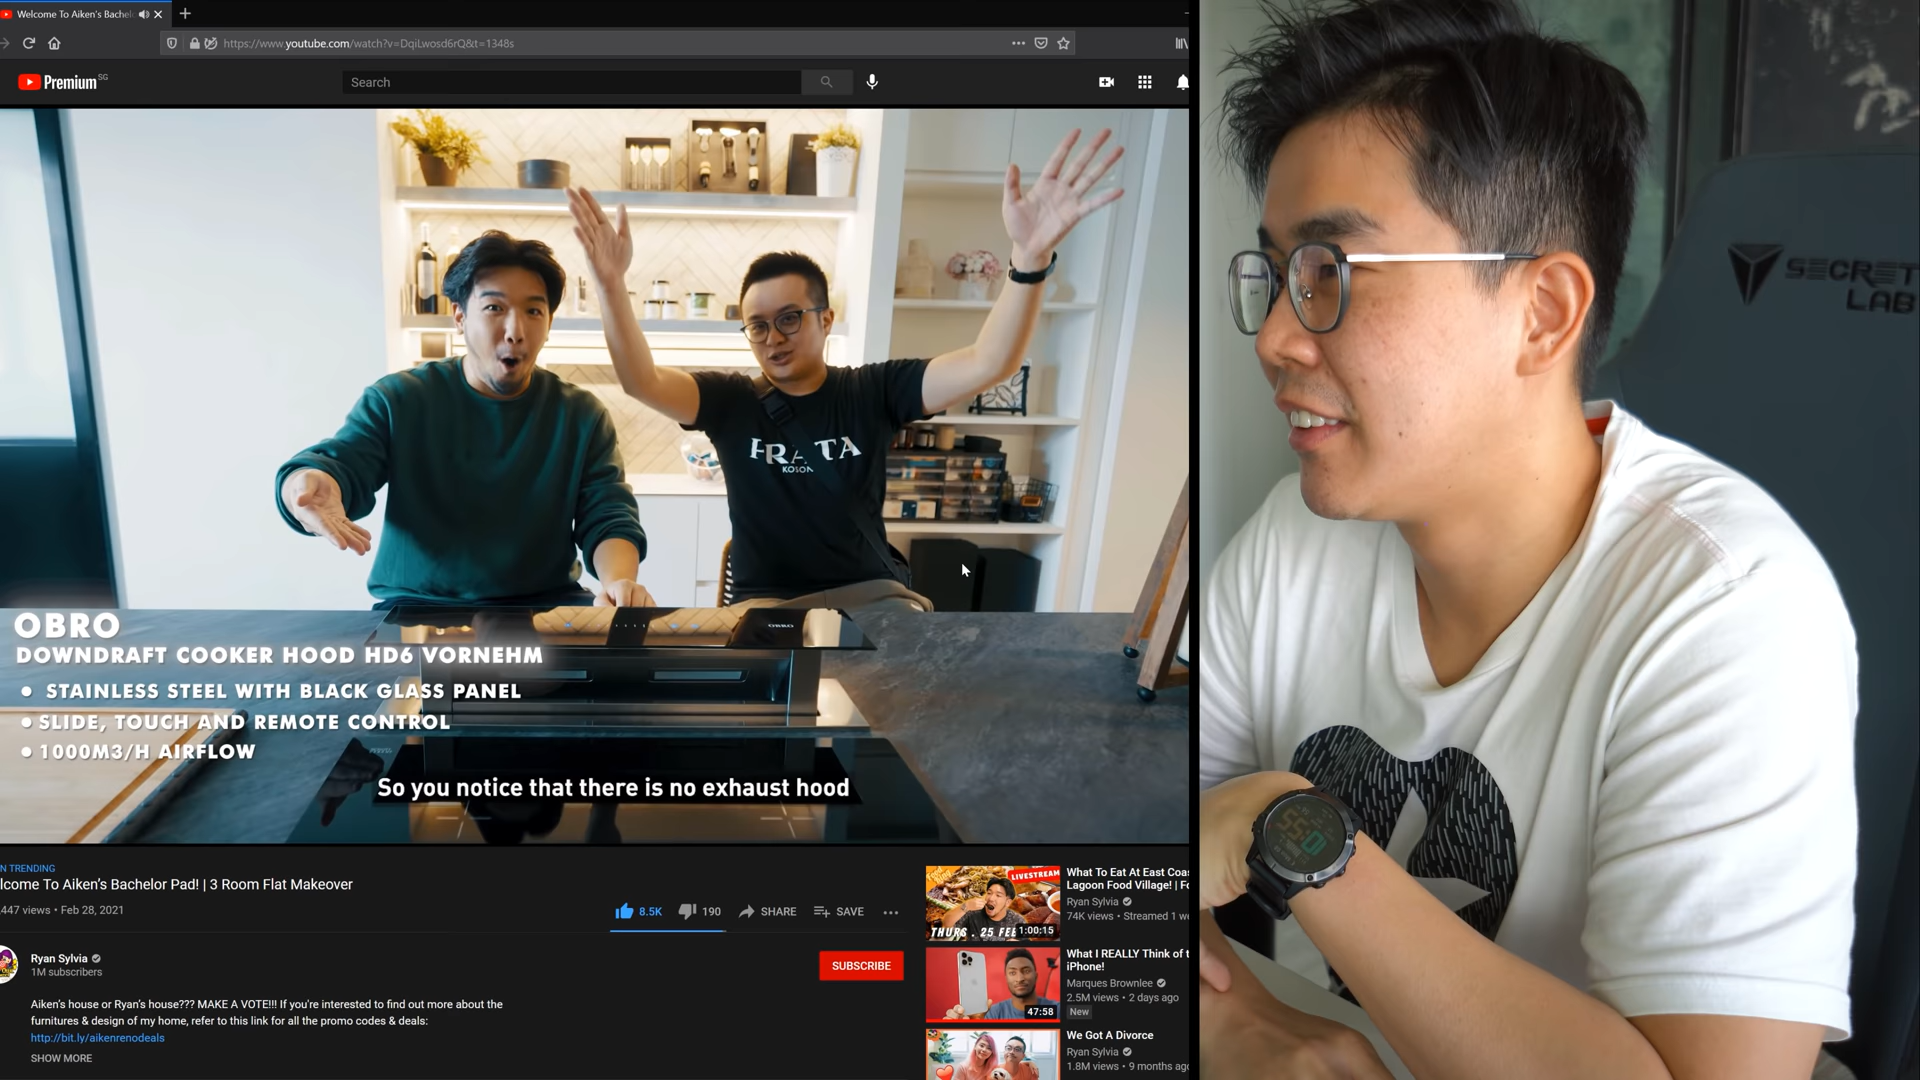 Welcome To Aiken's Bachel
https://www.youtube.com/watch?v=DqiLwosd6rQ&t=1348s
Premium SG
Search
SECRET
LAB
HRATA
KOSON
OBRO
OBRO
DOWNDRAFT COOKER HOOD HD6 VORNEHM
• STAINLESS STEEL WITH BLACK GLASS PANEL
• SLIDE, TOUCH AND REMOTE CONTROL
• 1000M3/H AIRFLOW
So you notice that there is no exhaust hood
N TRENDING
lcome To Aiken's Bachelor Pad! | 3 Room Flat Makeover
447 views • Feb 28, 2021
8.5K
190
SHARE
SAVE
Ryan Sylvia
1M subscribers
SUBSCRIBE
Aiken's house or Ryan's house??? MAKE A VOTE!!! If you're interested to find out more about the
furnitures & design of my home, refer to this link for all the promo codes & deals:
http://bit.ly/aikenrenodeals
SHOW MORE
LIVESTREAM
THURS . 25 FEB
1:00:15
What To Eat At East Coas
Lagoon Food Village! | Fo
Ryan Sylvia
74K views • Streamed 1 we
47:58
What I REALLY Think of t
iPhone!
Marques Brownlee
2.5M views • 2 days ago
New
We Got A Divorce
Ryan Sylvia
1.8M views • 9 months ago